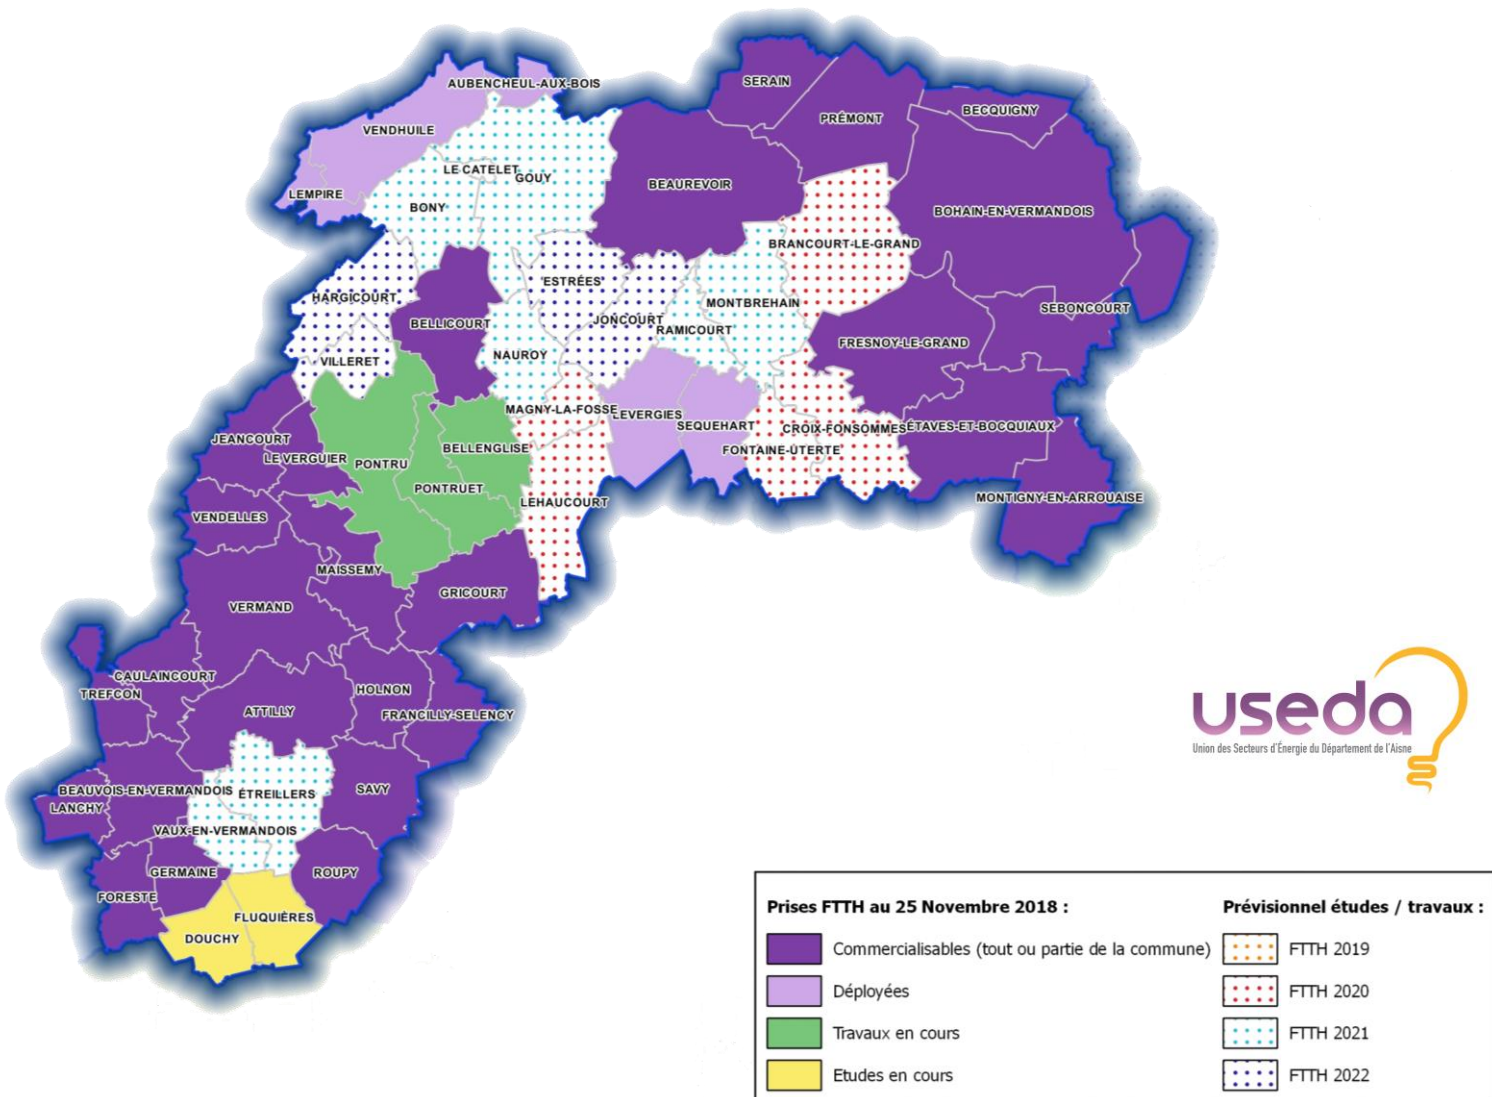 AUBENCHEUL-AUX-BOIS
SERAIN
BECQUIGNY
PRÉMONT
VENDHUILE
LE CATELET
GOUY
BEAUREVOIR
LEMPIRE
BONY
BOHAIN-EN-VERMANDOIS
BRANCOURT-LE-GRAND
ESTRÉES
HARGICOURT
MONTBREHAIN
SEBONCOURT
BELLICOURT
JONCOURT
RAMICOURT
FRESNOY-LE-GRAND
NAUROY
VILLERET
MAGNY-LA-FOSSE
LEVERGIES
SEQUEHART
CROIX-FONSOMMES
ÉTAVES-ET-BOCQUIAUX
JEANCOURT
BELLENGLISE
FONTAINE-UTERTE
LE VERGUIER
PONTRU
PONTRUET
MONTIGNY-EN-ARROUAISE
LEHAUCOURT
VENDELLES
MAISSEMY
GRICOURT
VERMAND
CAULAINCOURT
HOLNON
TREFCON
ATTILLY
FRANCILLY-SELENCY
BEAUVOIS-EN-VERMANDOIS
ÉTREILLERS
SAVY
LANCHY
VAUX-EN-VERMANDOIS
GERMAINE
ROUPY
FORESTE
FLUQUIÈRES
DOUCHY
useda
Union des Secteurs d'Énergie du Département de l'Aisne
Prises FTTH au 25 Novembre 2018 :
Commercialisables (tout ou partie de la commune)
Déployées
Travaux en cours
Etudes en cours
Prévisionnel études / travaux :
FTTH 2019
FTTH 2020
FTTH 2021
FTTH 2022